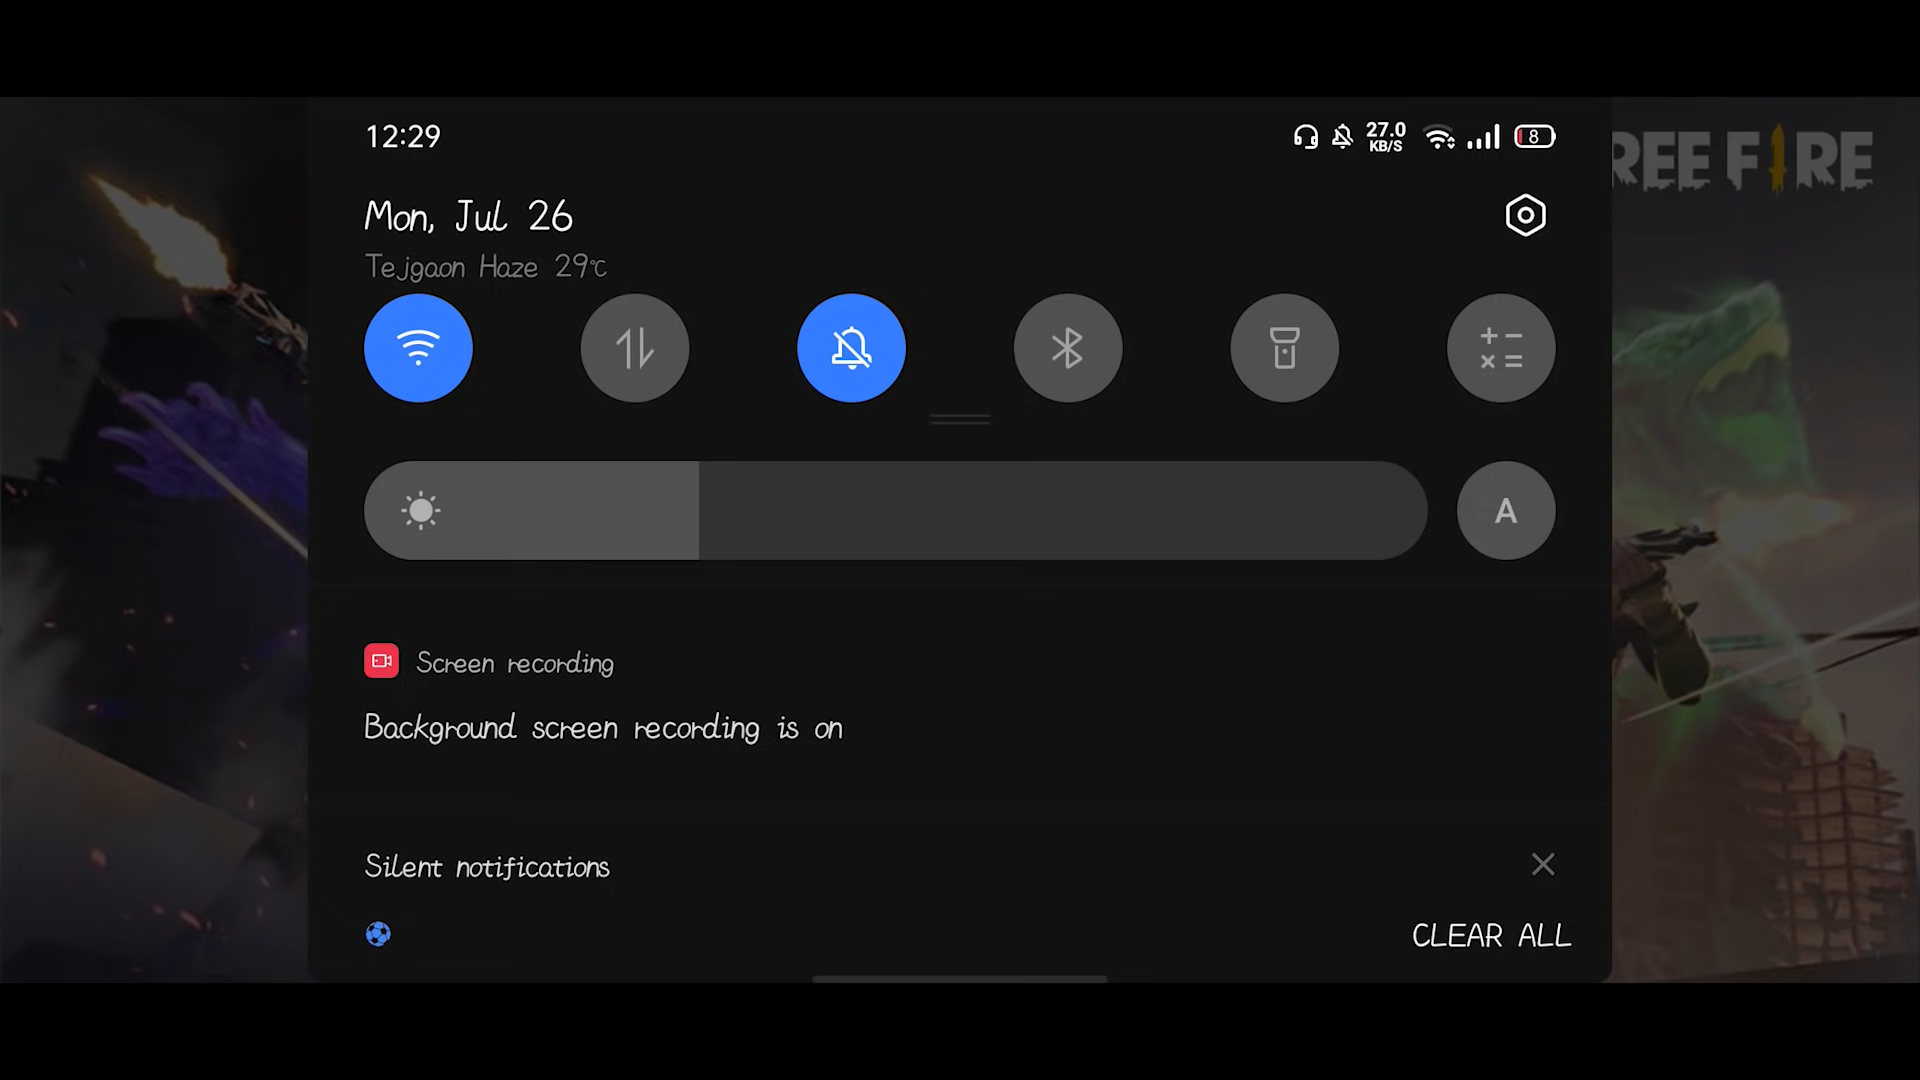 12:29
27.0
KB/S
8
REE FIRE
Mon, Jul 26
Tejgaon Haze 29°C
A
Screen recording
Background screen recording is on
Silent notifications
CLEAR ALL